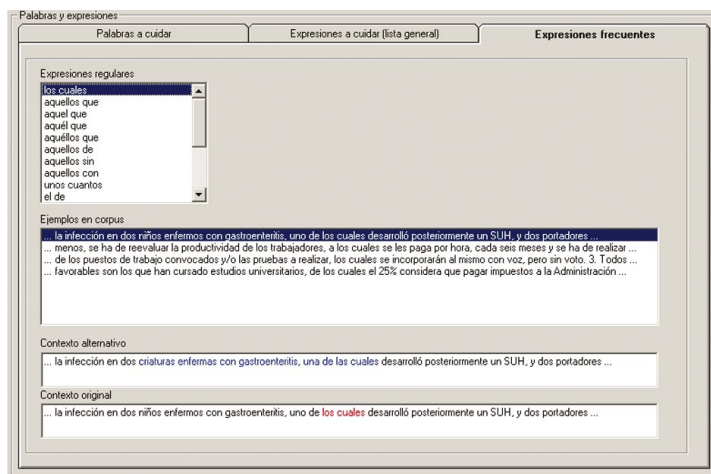 Palabras y expresiones
Palabras a cuidar
Expresiones a cuidar (lista general)
Expresiones frecuentes
Expresiones regulares
los cuales
aquellos que
aquel que
aquél que
aquéllos que
aquellos de
aquellos sin
aquellos con
unos cuantos
el de
Ejemplos en corpus
... la infección en dos niños enfermos con gastroenteritis, uno de los cuales desarrolló posteriormente un SUH, y dos portadores ...
... menos, se ha de reevaluar la productividad de los trabajadores, a los cuales se les paga por hora, cada seis meses y se ha de realizar ...
... de los puestos de trabajo convocados y/o las pruebas a realizar, los cuales se incorporarán al mismo con voz, pero sin voto. 3. Todos ...
... favorables son los que han cursado estudios universitarios, de los cuales el 25% considera que pagar impuestos a la Administración ...
Contexto alternativo
... la infección en dos criaturas enfermas con gastroenteritis, una de las cuales desarrolló posteriormente un SUH, y dos portadores ...
Contexto original
... la infección en dos niños enfermos con gastroenteritis, uno de los cuales desarrolló posteriormente un SUH, y dos portadores ...